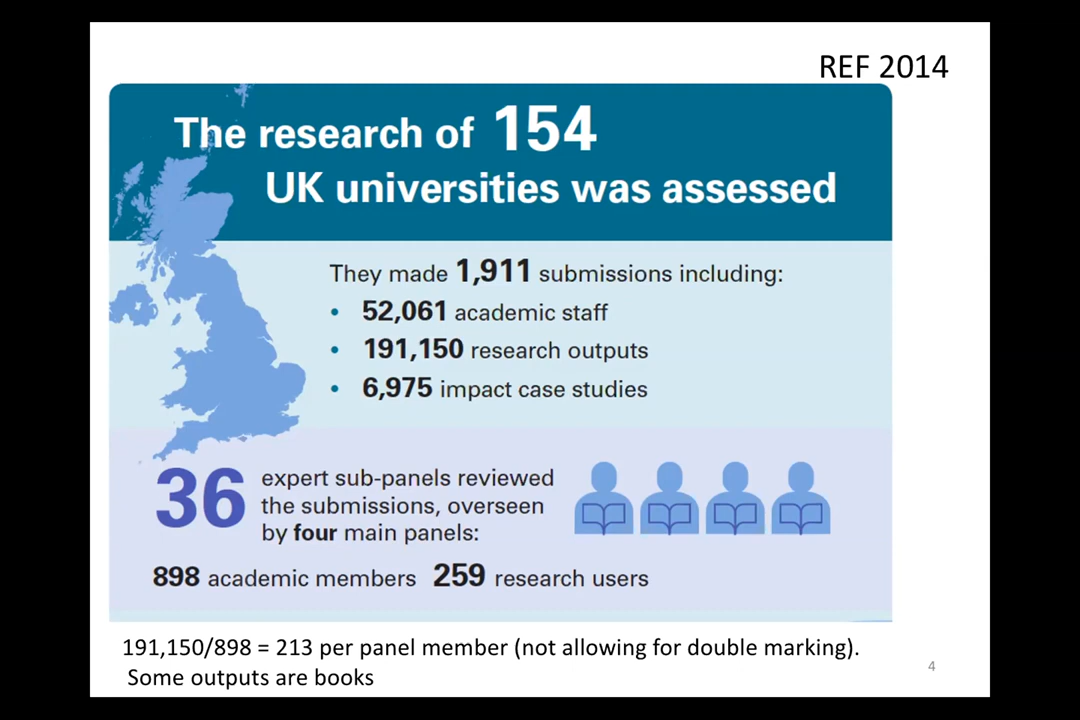 REF 2014
The research of 154
UK universities was assessed
They made 1,911 submissions including:
• 52,061 academic staff
• 191,150 research outputs
• 6,975 impact case studies
36 expert sub-panels reviewed
the submissions, overseen
by four main panels:
898 academic members 259 research users
191,150/898 = 213 per panel member (not allowing for double marking).
Some outputs are books
4